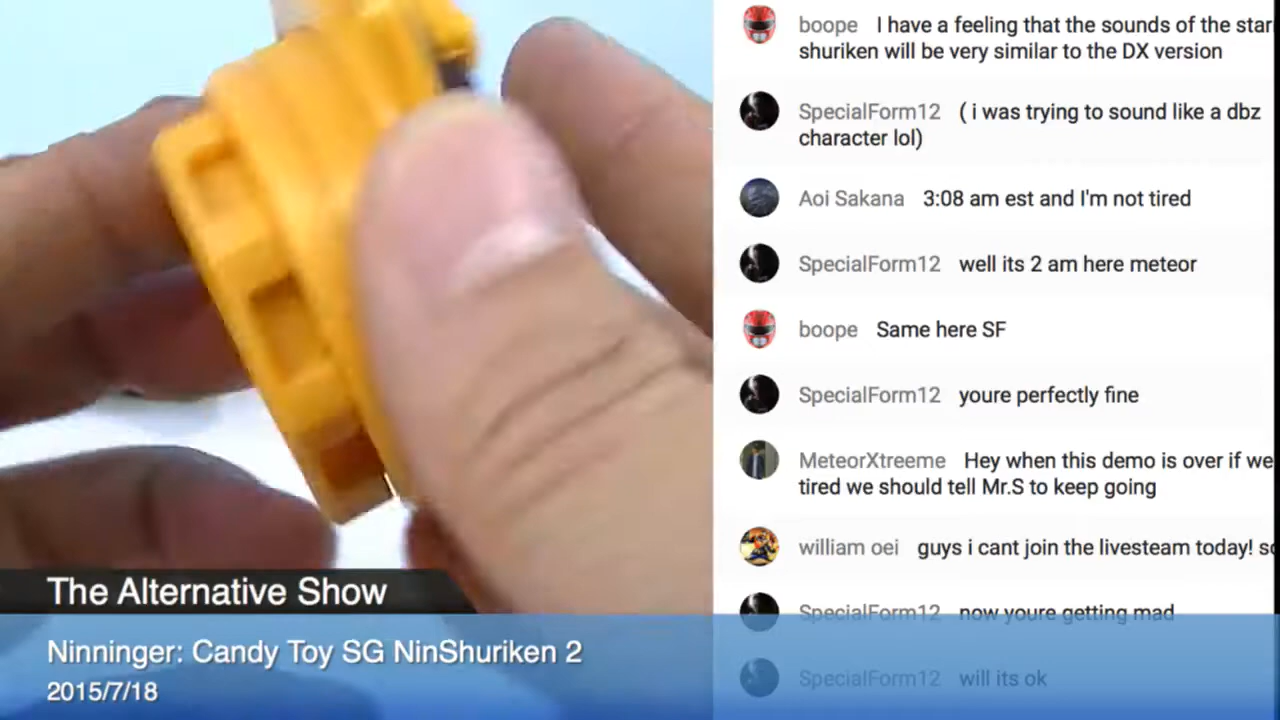 boope I have a feeling that the sounds of the star
shuriken will be very similar to the DX version
SpecialForm12 ( i was trying to sound like a dbz
character lol)
Aoi Sakana 3:08 am est and I'm not tired
SpecialForm12 well its 2 am here meteor
boope Same here SF
SpecialForm12 youre perfectly fine
MeteorXtreeme Hey when this demo is over if we
tired we should tell Mr.S to keep going
william oei guys i cant join the livesteam today!
SpecialForm12 now youre getting mad
SpecialForm12 will its ok
The Alternative Show
Ninninger: Candy Toy SG NinShuriken 2
2015/7/18